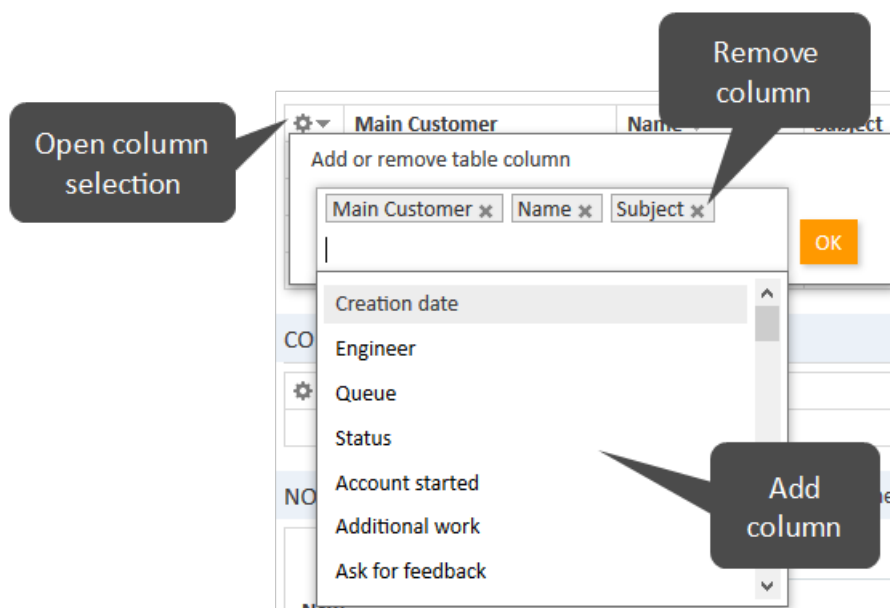 Remove
column
Open column
selection
Main Customer Name Subject
Add or remove table column
Main Customer Name Subject
OK
Creation date
CO
Engineer
Queue
Status
Account started
NO
Add
column
Additional work
Ask for feedback